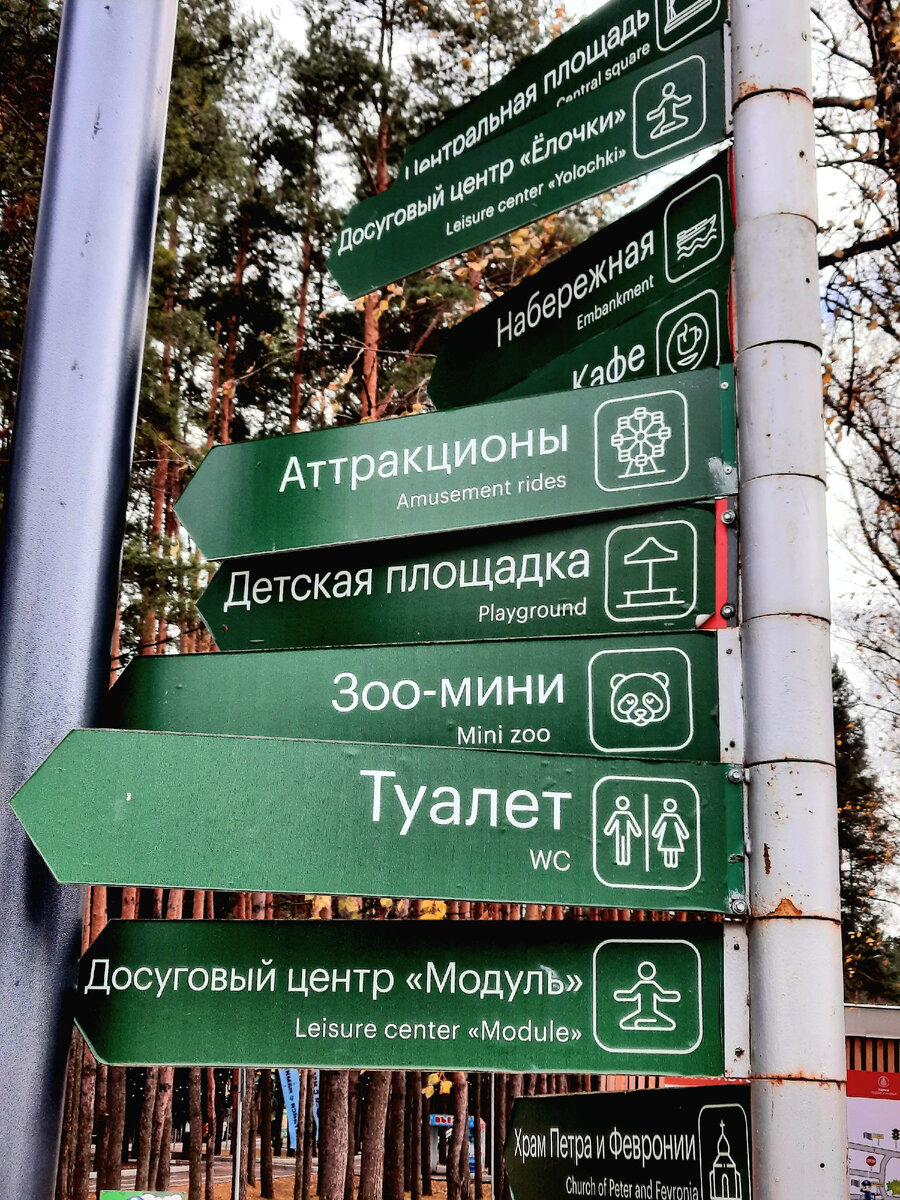 Центральная площадь
Central square
Досуговый центр «Ёлочки»
Leisure center «Yolochki»
Набережная
Embankment
Кафе
Аттракционы
Amusement rides
Детская площадка
Playground
Зоо-мини
Mini zoo
Туалет
WC
Досуговый центр «Модуль»
Leisure center «Module»
Храм Петра и Февронии
Church of Peter and Fevronia